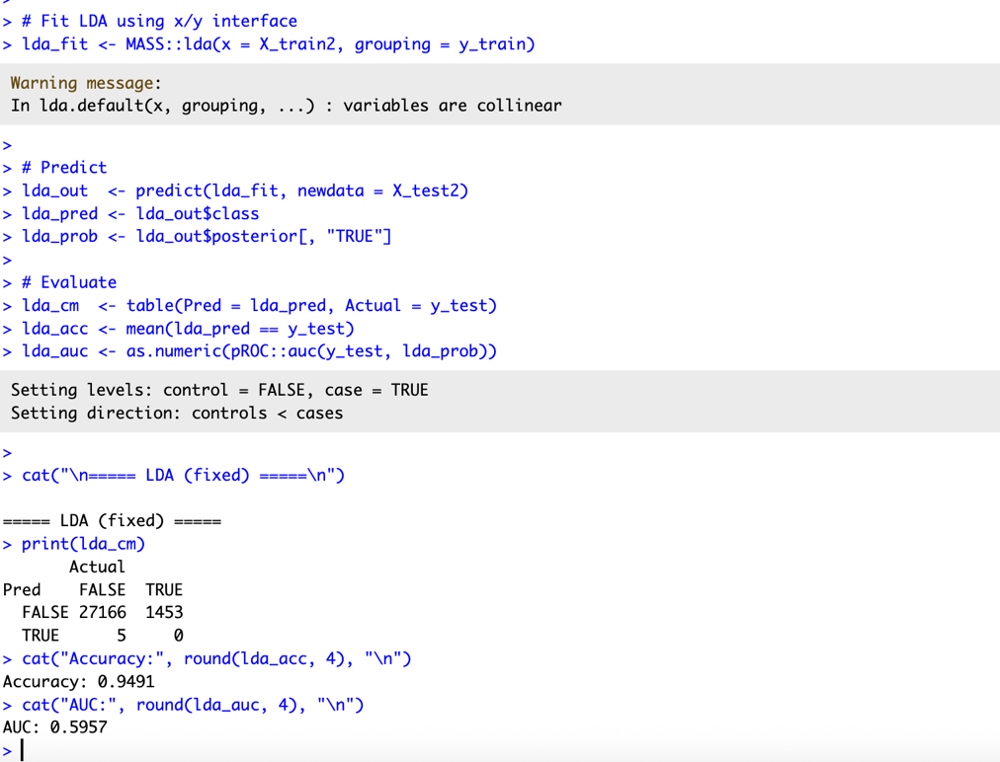 >
> # Fit LDA using x/y interface
> lda_fit <- MASS::lda(x = X_train2, grouping = y_train)
Warning message:
In lda.default(x, grouping, ...) : variables are collinear
>
> # Predict
> lda_out  <- predict(lda_fit, newdata = X_test2)
> lda_pred <- lda_out$class
> lda_prob <- lda_out$posterior[, "TRUE"]
>
> # Evaluate
> lda_cm  <- table(Pred = lda_pred, Actual = y_test)
> lda_acc <- mean(lda_pred == y_test)
> lda_auc <- as.numeric(pROC::auc(y_test, lda_prob))
Setting levels: control = FALSE, case = TRUE
Setting direction: controls < cases
>
> cat("\n===== LDA (fixed) =====\n")
===== LDA (fixed) =====
> print(lda_cm)
       Actual
Pred    FALSE  TRUE
  FALSE 27166  1453
  TRUE      5     0
> cat("Accuracy:", round(lda_acc, 4), "\n")
Accuracy: 0.9491
> cat("AUC:", round(lda_auc, 4), "\n")
AUC: 0.5957
>